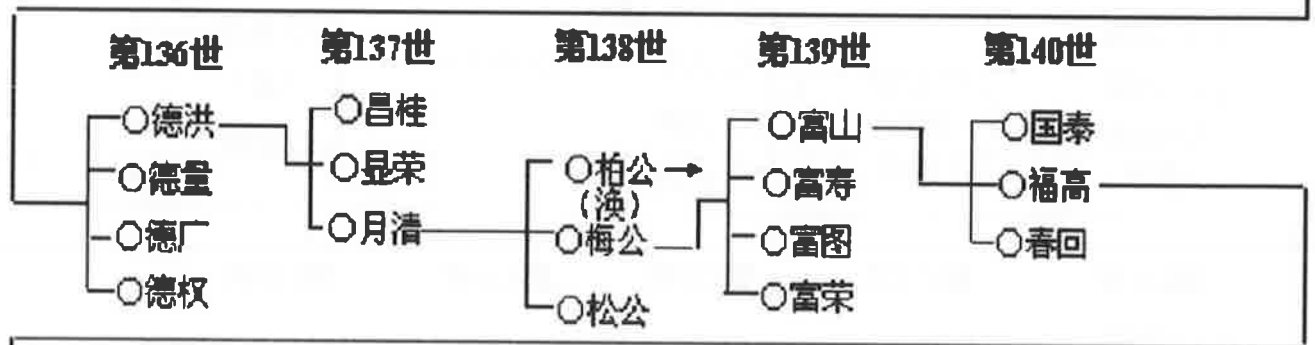 第136世 第137世 第138世 第139世 第140世
○德洪 ○昌桂 ○柏公 ○富山 ○国泰
○德量 ○显荣 (涣) ○富寿 ○福高
○德广 ○月清 ○梅公 ○富图 ○春回
○德权 ○松公 ○富荣